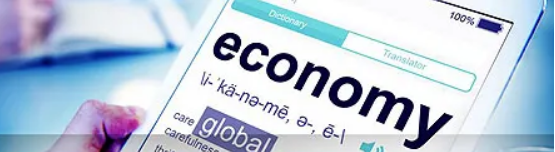 100%
Dictionary Translator
economy
\i-ˈkä-nə-mē, ə-, ē-\
care global
carefulness